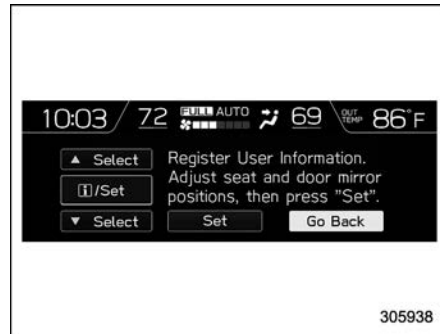 10:03 72 FULL AUTO 69 OUT TEMP 86°F
▲ Select
i/Set
▼ Select
Register User Information.
Adjust seat and door mirror
positions, then press "Set".
Set Go Back
305938